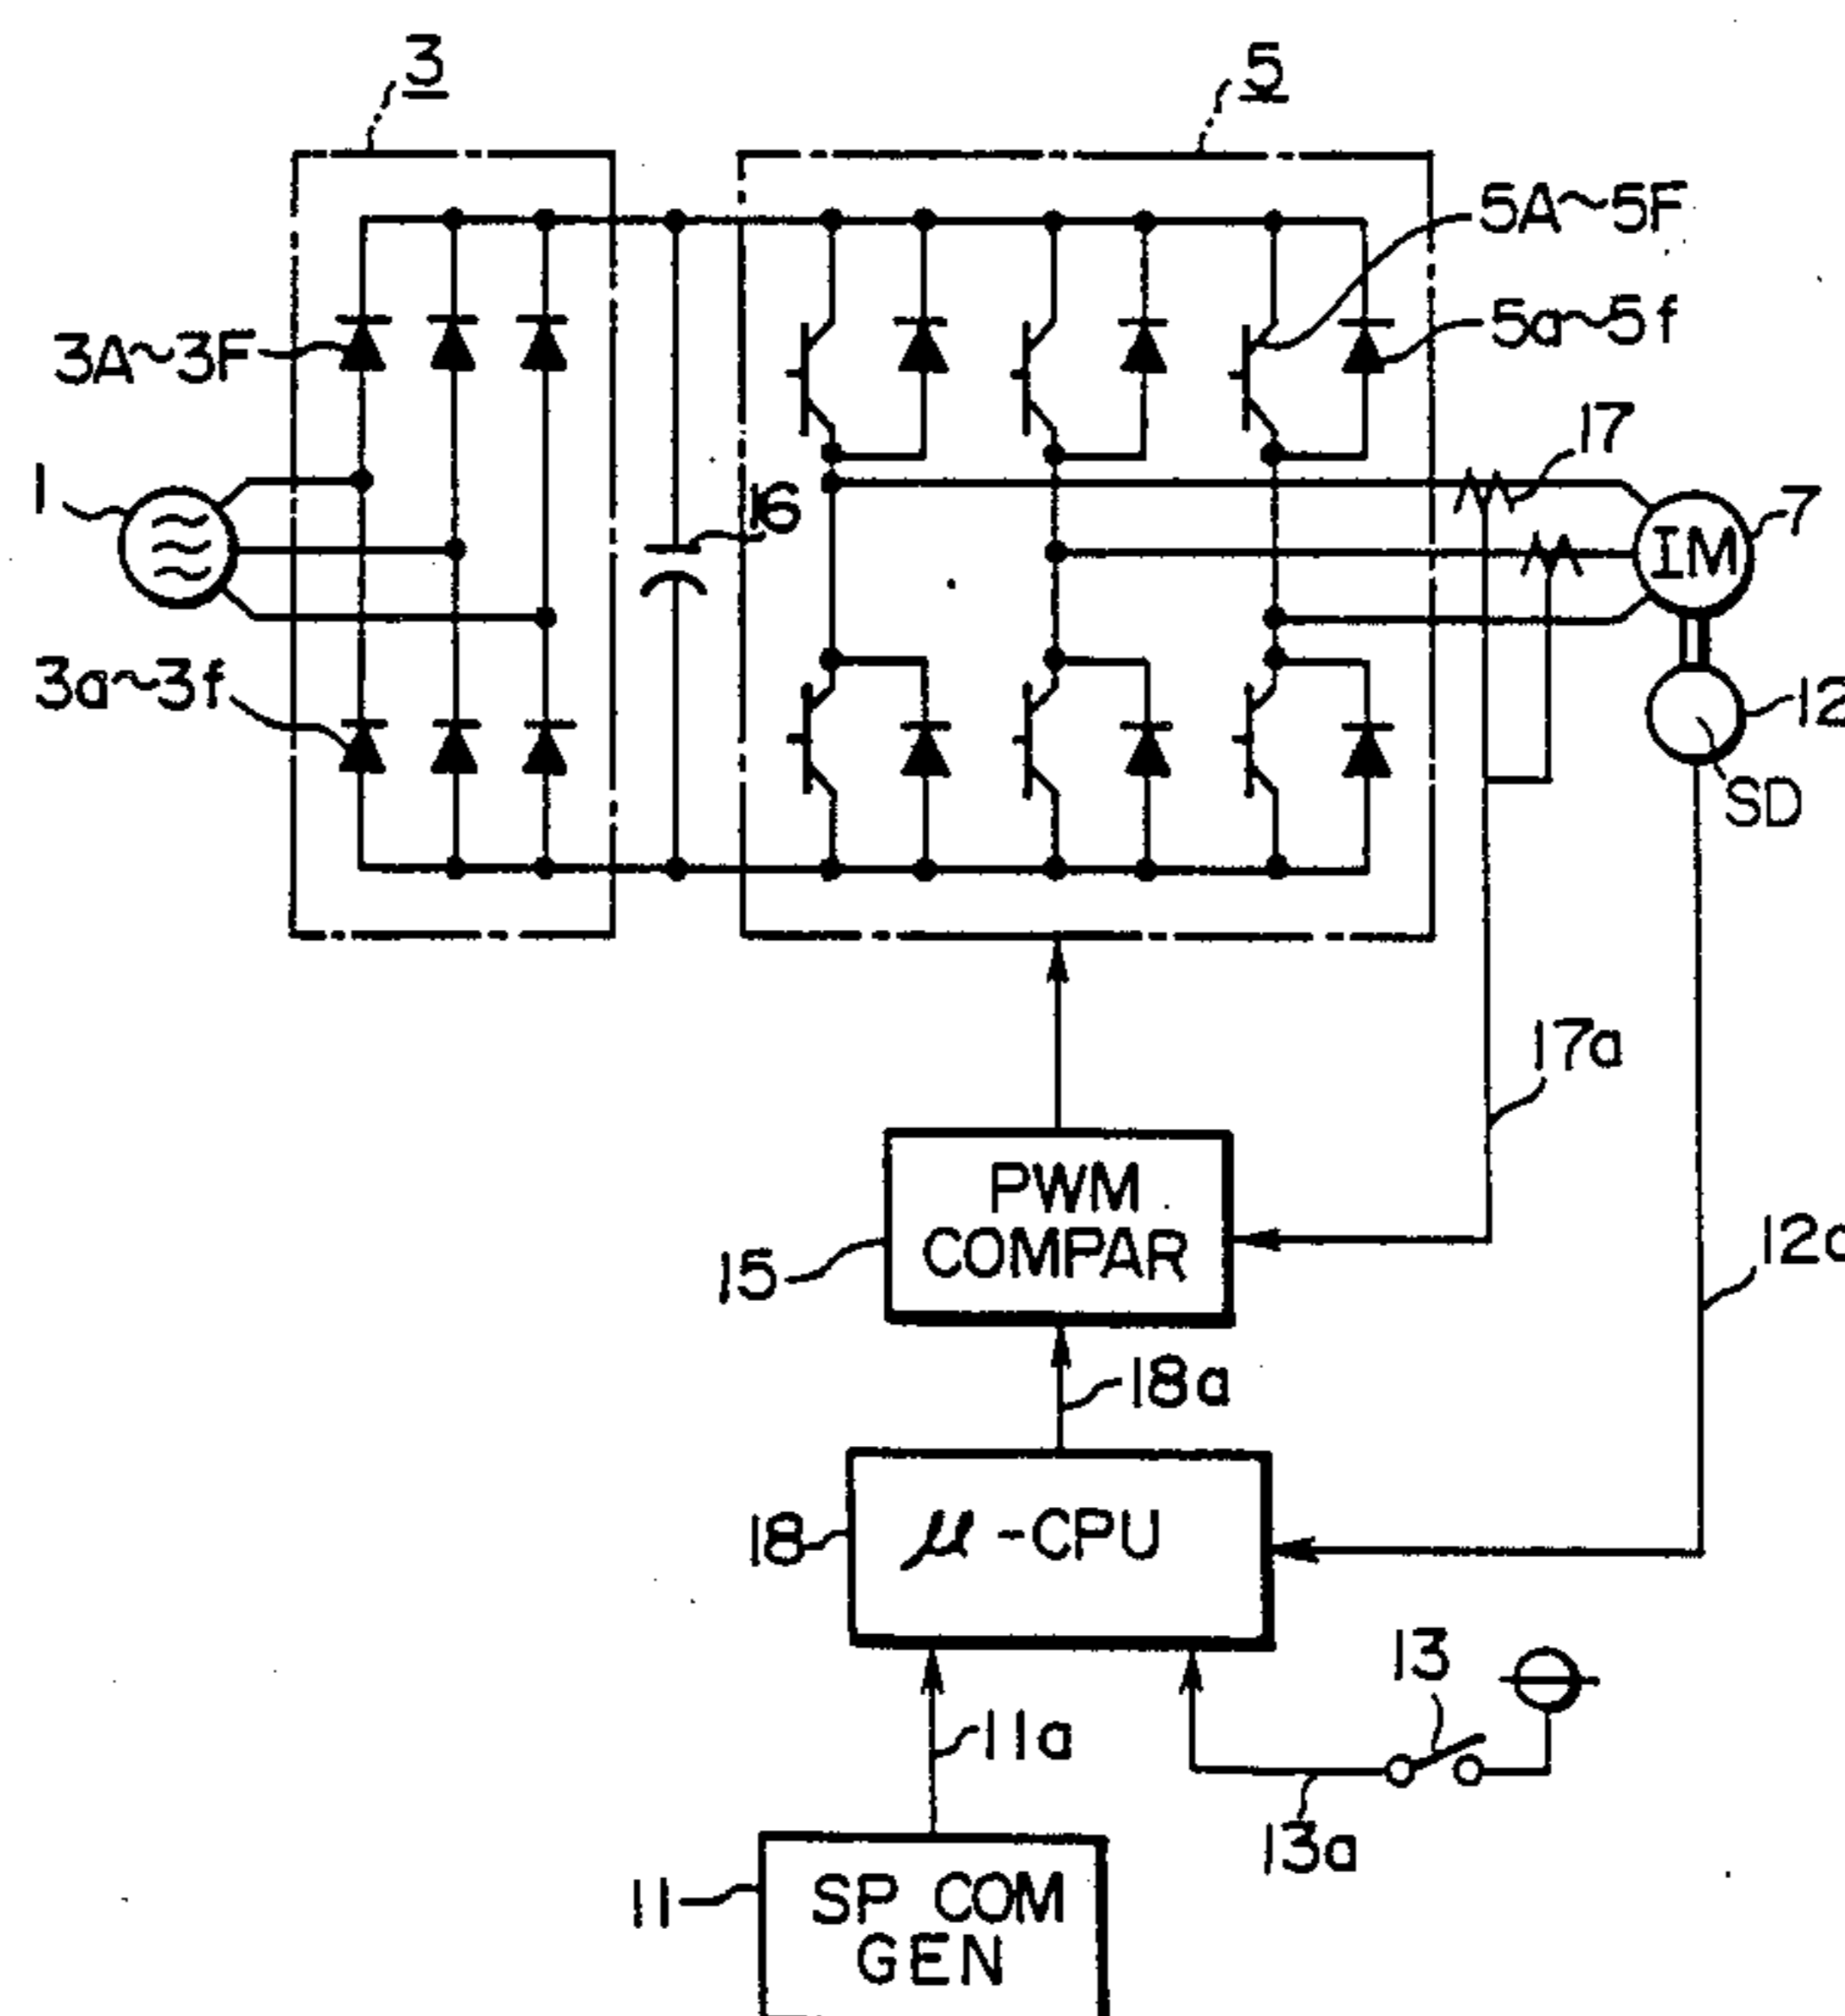 3
5
5A~5F
3A~3F
5a~5f
17
1
16
7
IM
3a~3f
12
SD
17a
PWM
COMPAR
15
12a
18a
18
μ-CPU
13
11a
13a
11
SP COM
GEN